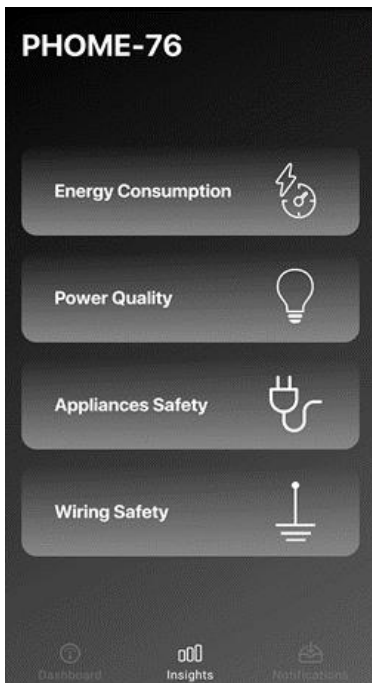 PHOME-76
Energy Consumption
Power Quality
Appliances Safety
Wiring Safety
Dashboard
Insights
Notifications